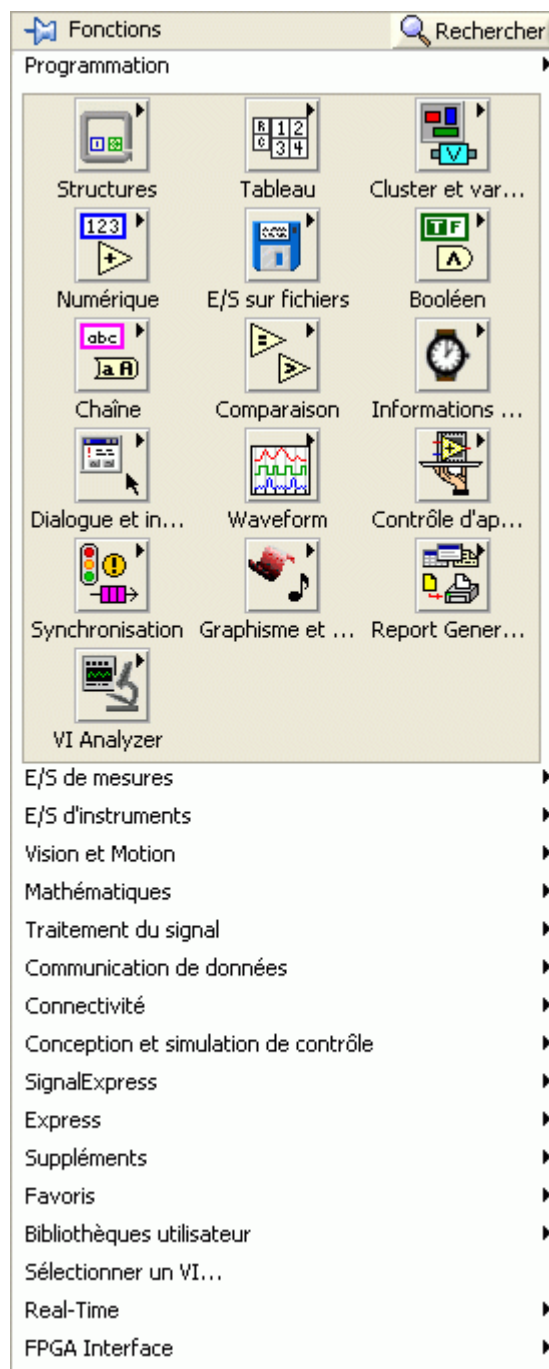 Fonctions Rechercher
Programmation
Structures Tableau Cluster et var...
123 Numérique E/S sur fichiers TF Booléen
abc
a A
Chaîne Comparaison Informations ...
Dialogue et in... Waveform Contrôle d'ap...
Synchronisation Graphisme et ... Report Gener...
VI Analyzer
E/S de mesures
E/S d'instruments
Vision et Motion
Mathématiques
Traitement du signal
Communication de données
Connectivité
Conception et simulation de contrôle
SignalExpress
Express
Suppléments
Favoris
Bibliothèques utilisateur
Sélectionner un VI...
Real-Time
FPGA Interface